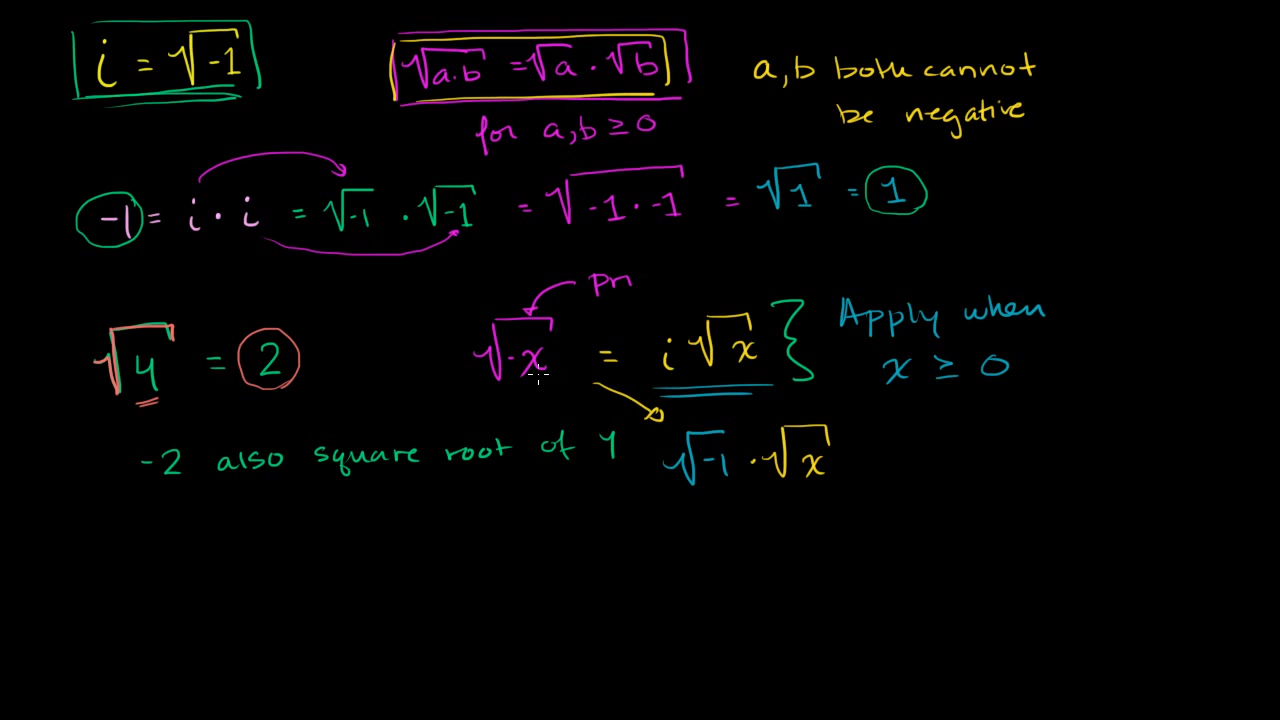 i = √-1
√a·b = √a · √b
for a,b ≥ 0
a,b both cannot
be negative
-1 = i · i = √-1 · √-1 = √-1 · -1 = √1 = 1
Pri
√4 = 2
√-x = i √x
Apply when
x ≥ 0
-2 also square root of 4
√-1 · √x